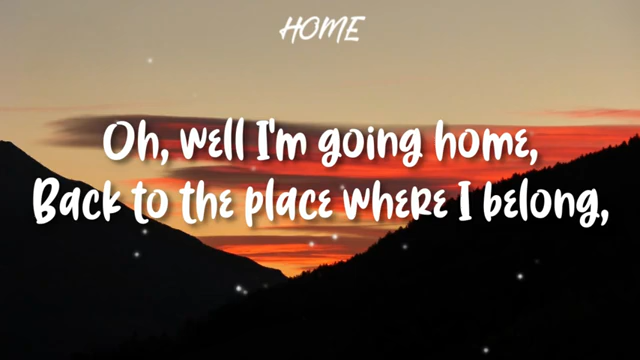 HOME
Oh, well I'm going home,
Back to the place where I belong,